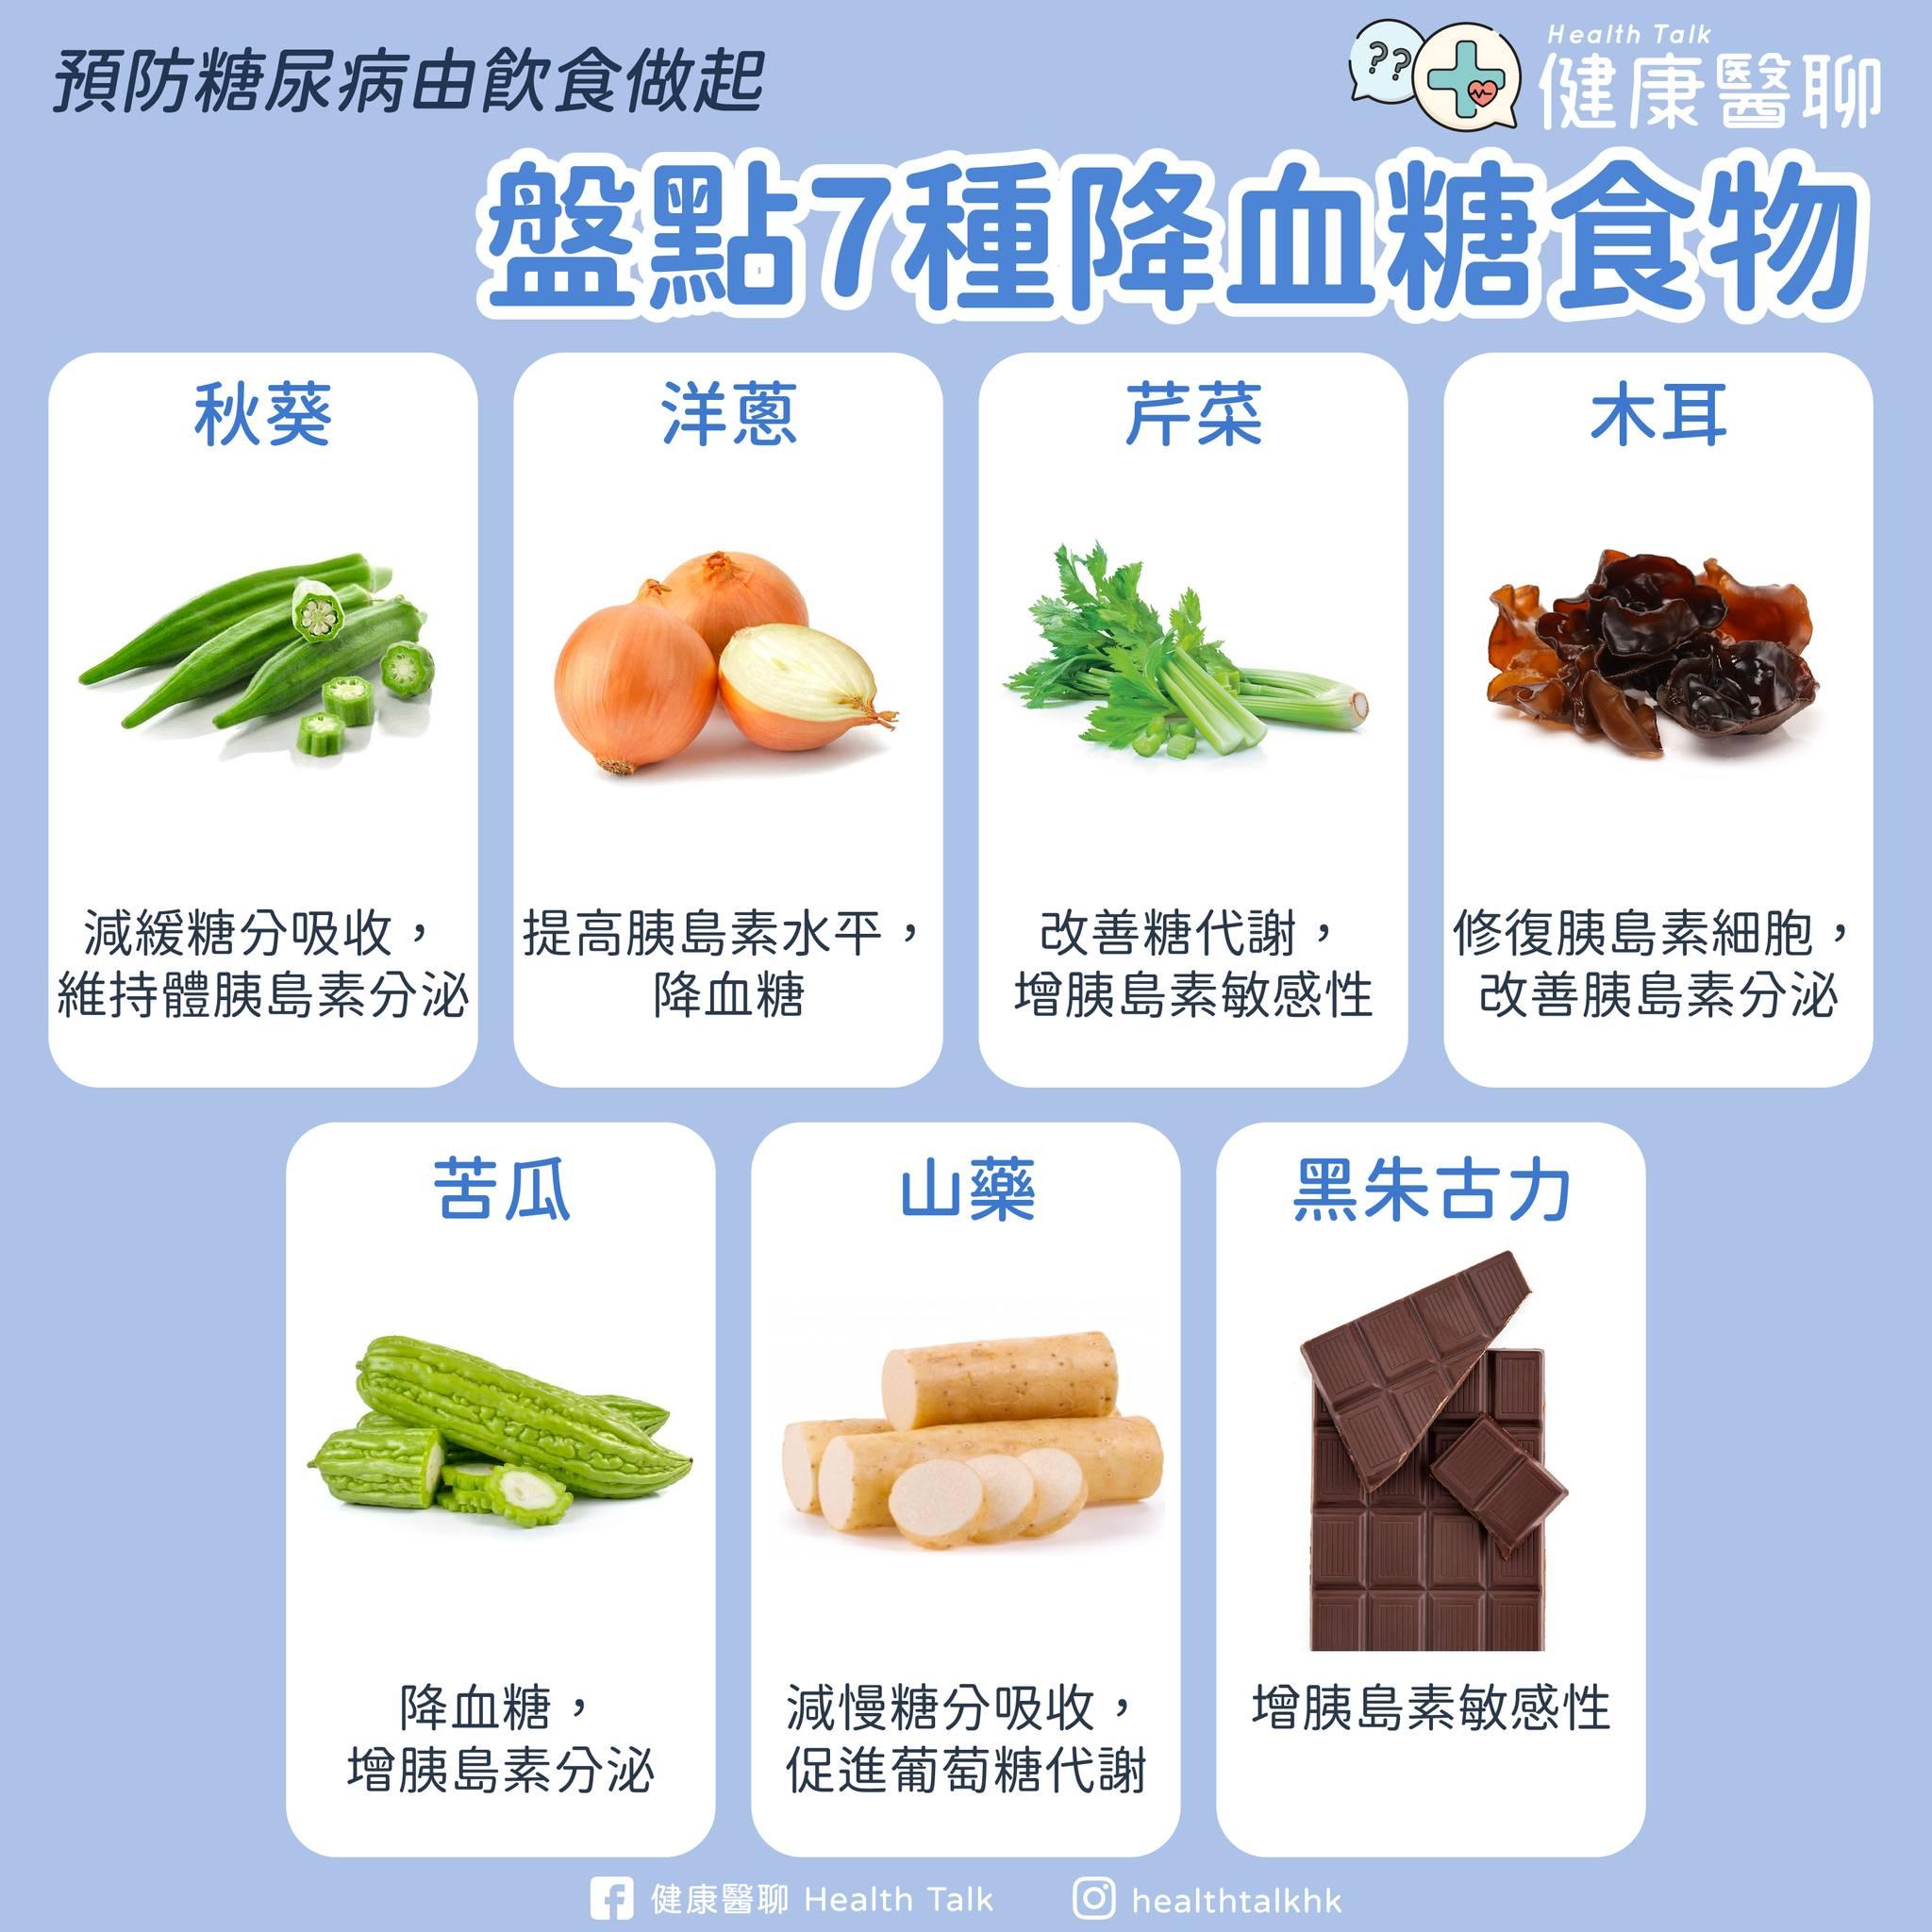 預防糖尿病由飲食做起
??
Health Talk
健康醫聊
盤點7種降血糖食物
秋葵
減緩糖分吸收，
維持體胰島素分泌
洋蔥
提高胰島素水平，
降血糖
芹菜
改善糖代謝，
增胰島素敏感性
木耳
修復胰島素細胞，
改善胰島素分泌
苦瓜
降血糖，
增胰島素分泌
山藥
減慢糖分吸收，
促進葡萄糖代謝
黑朱古力
增胰島素敏感性
健康醫聊 Health Talk
healthtalkhk